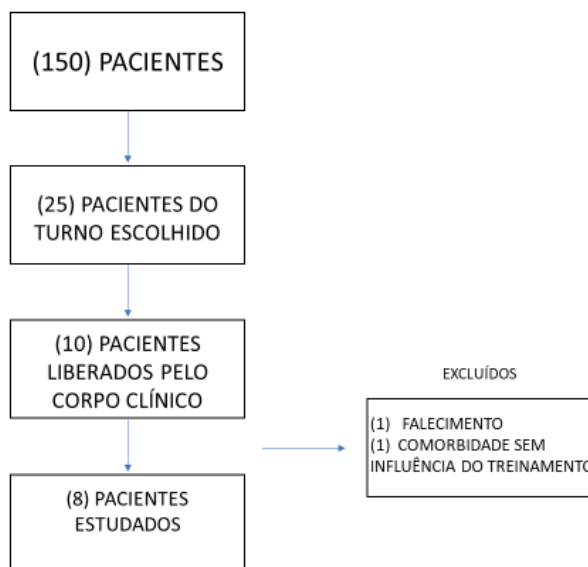 (150) PACIENTES
(25) PACIENTES DO
TURNO ESCOLHIDO
(10) PACIENTES
LIBERADOS PELO
CORPO CLÍNICO
EXCLUÍDOS
(1) FALECIMENTO
(1) COMORBIDADE SEM
INFLUÊNCIA DO TREINAMENTO
(8) PACIENTES
ESTUDADOS